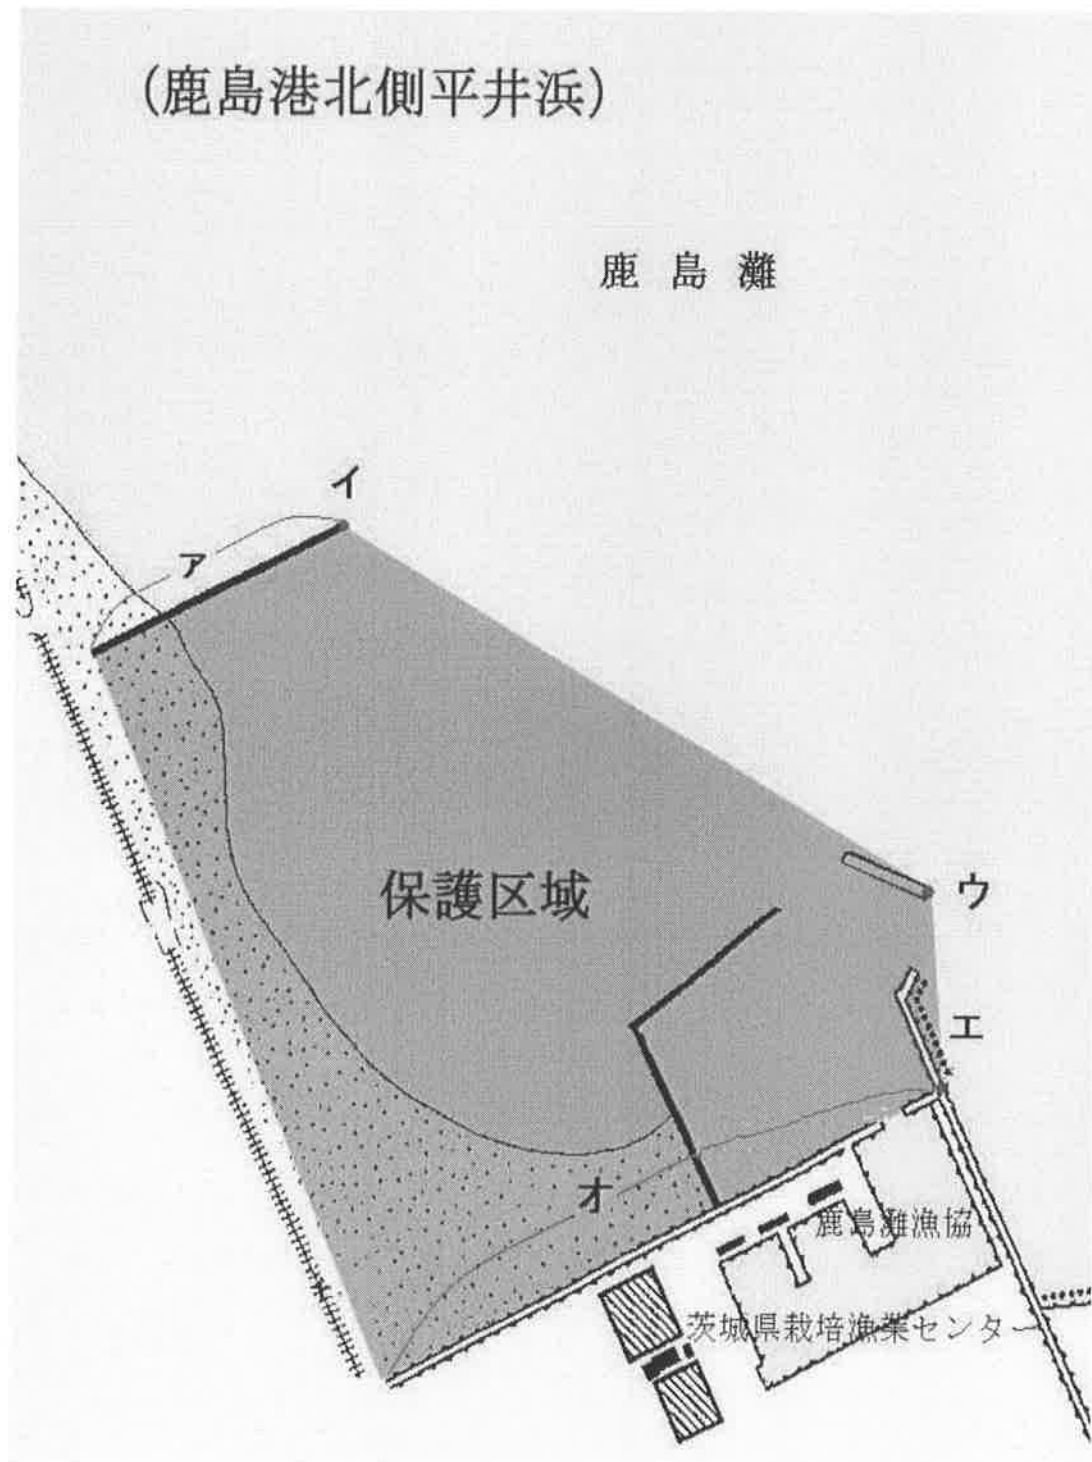 (鹿島港北側平井浜)
鹿島灘
イ
ア
保護区域
ウ
エ
オ
鹿島灘漁協
茨城県栽培漁業センター